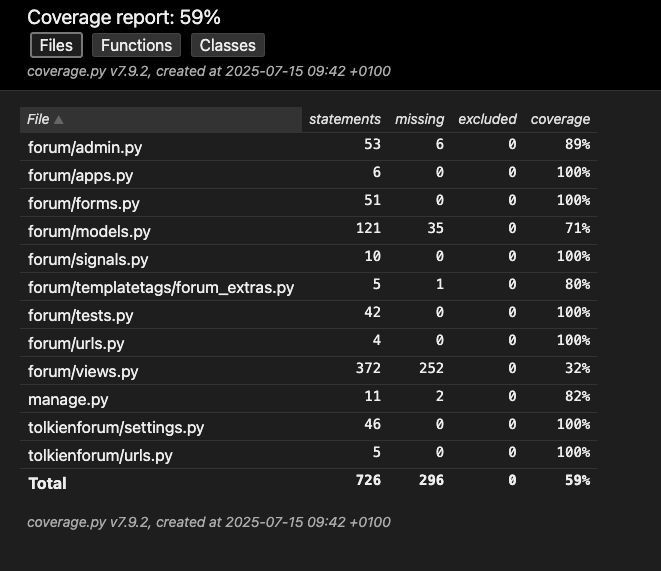 Coverage report: 59%
Files Functions Classes
coverage.py v7.9.2, created at 2025-07-15 09:42 +0100
File ▲ statements missing excluded coverage
forum/admin.py 53 6 0 89%
forum/apps.py 6 0 0 100%
forum/forms.py 51 0 0 100%
forum/models.py 121 35 0 71%
forum/signals.py 10 0 0 100%
forum/templatetags/forum_extras.py 5 1 0 80%
forum/tests.py 42 0 0 100%
forum/urls.py 4 0 0 100%
forum/views.py 372 252 0 32%
manage.py 11 2 0 82%
tolkienforum/settings.py 46 0 0 100%
tolkienforum/urls.py 5 0 0 100%
Total 726 296 0 59%
coverage.py v7.9.2, created at 2025-07-15 09:42 +0100